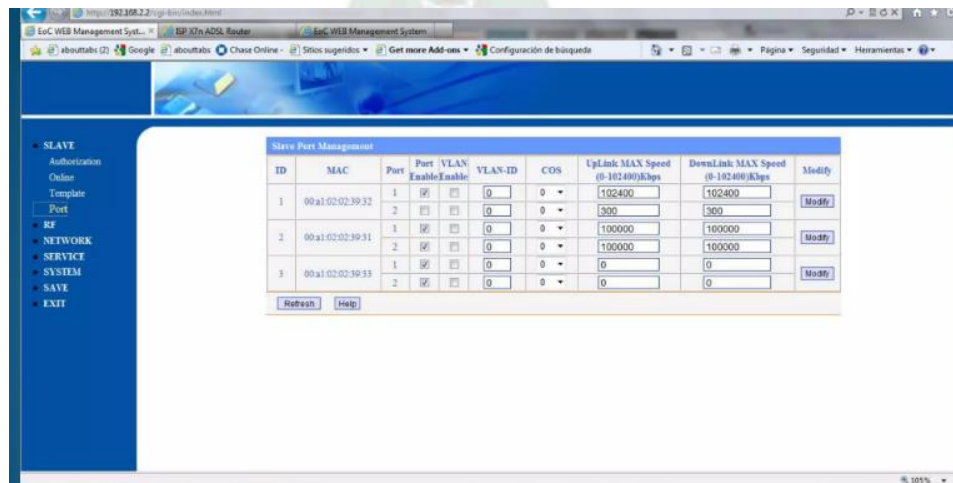 http://192.168.2.2/cgi-bin/index.html
EoC WEB Management Syst... ISP X7n ADSL Router EoC WEB Management System
abouttabs (2) Google abouttabs Chase Online - Sitios sugeridos Get more Add-ons Configuración de búsqueda Página Seguridad Herramientas
SLAVE
Authorization
Online
Template
Port
RF
NETWORK
SERVICE
SYSTEM
SAVE
EXIT
Slave Port Management
ID MAC Port Port Enable VLAN Enable VLAN-ID COS UpLink MAX Speed (0-102400)Kbps DownLink MAX Speed (0-102400)Kbps Modify
1 00:a1:02:02:39:32 1 0 0 102400 102400 Modify
2 0 0 300 300
2 00:a1:02:02:39:31 1 0 0 100000 100000 Modify
2 0 0 100000 100000
3 00:a1:02:02:39:33 1 0 0 0 0 Modify
2 0 0 0 0
Refresh Help
105%